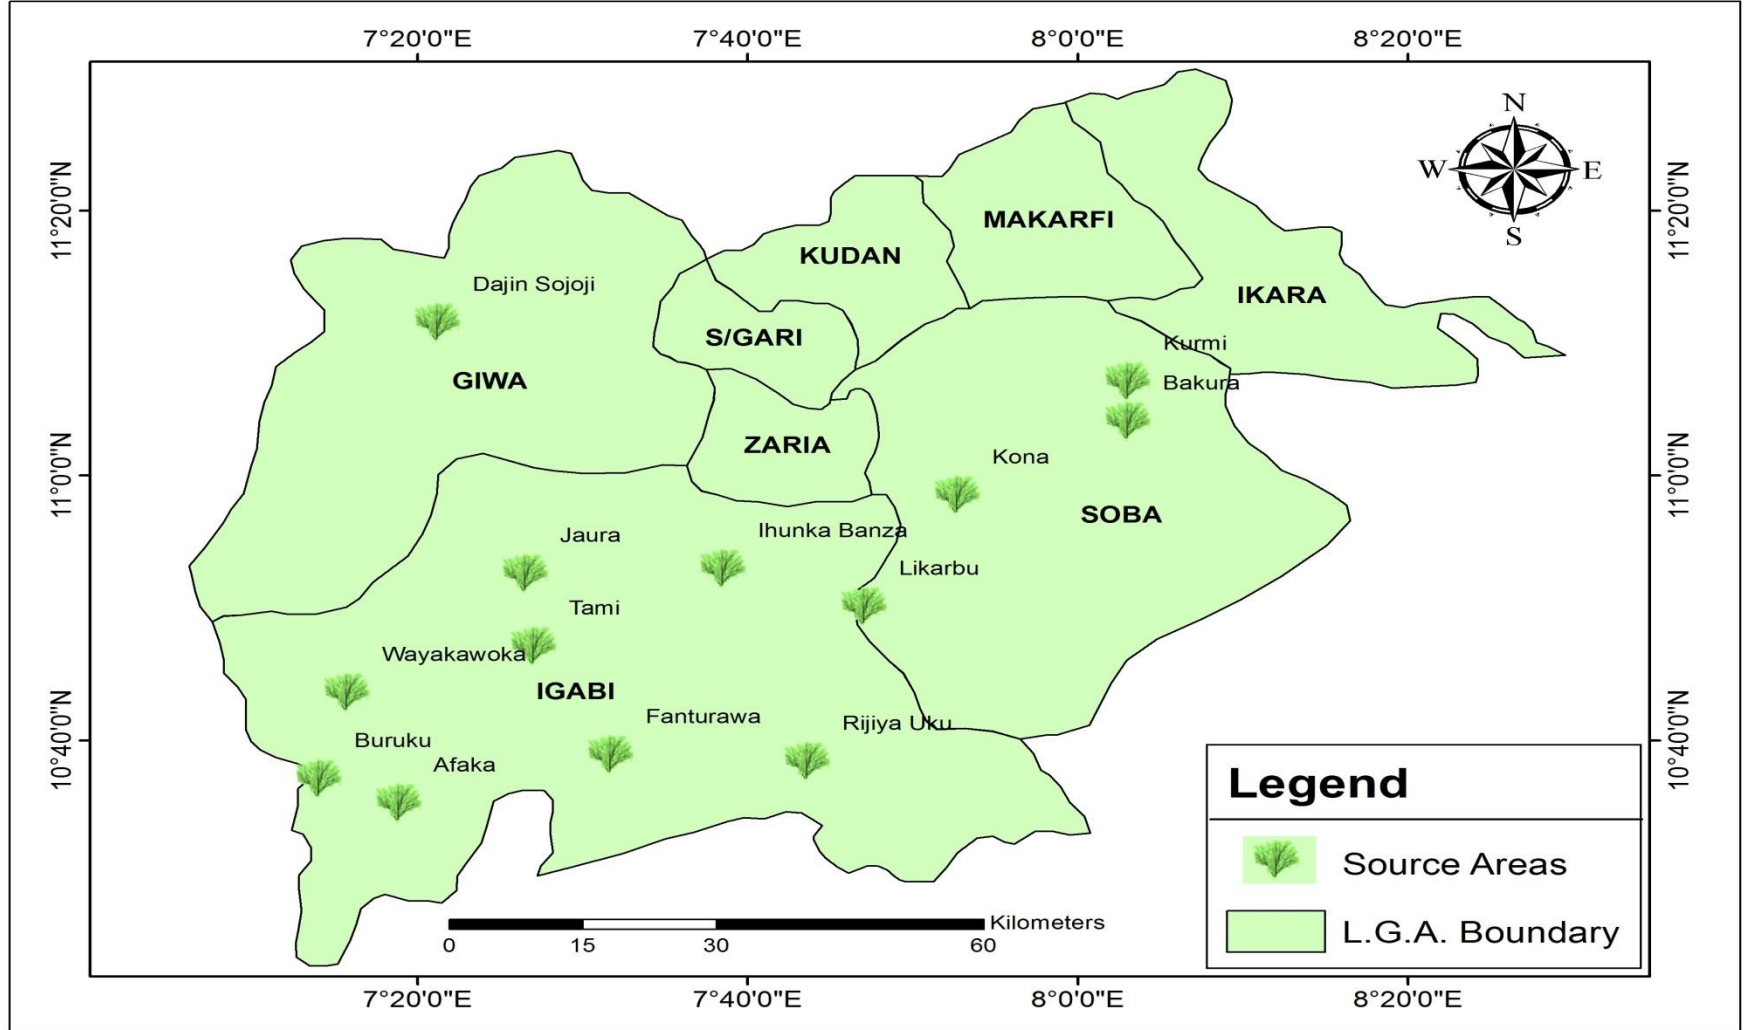 7°20'0"E
7°40'0"E
8°0'0"E
8°20'0"E
N
W
E
S
11°20'0"N
11°20'0"N
MAKARFI
KUDAN
Dajin Sojoji
IKARA
S/GARI
Kurmi
GIWA
Bakura
ZARIA
Kona
11°0'0"N
11°0'0"N
SOBA
Jaura
Ihunka Banza
Likarbu
Tami
Wayakawoka
IGABI
Fanturawa
Rijiya Uku
10°40'0"N
10°40'0"N
Buruku
Afaka
Legend
Source Areas
L.G.A. Boundary
Kilometers
0
15
30
60
7°20'0"E
7°40'0"E
8°0'0"E
8°20'0"E